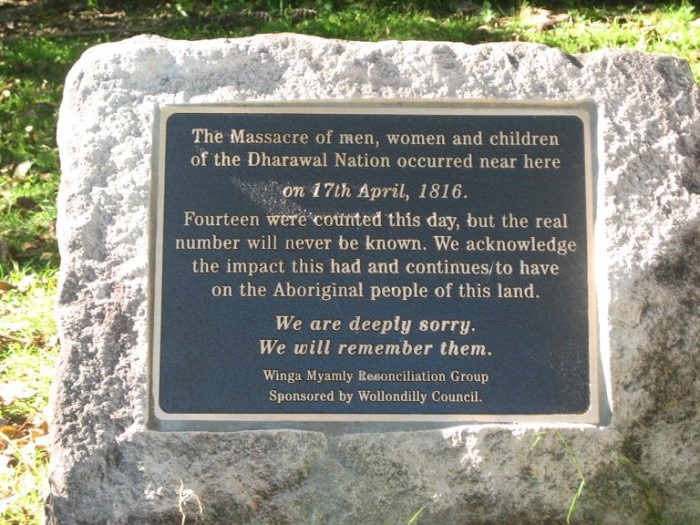 The Massacre of men, women and children
of the Dharawal Nation occurred near here
on 17th April, 1816.
Fourteen were counted this day, but the real
number will never be known. We acknowledge
the impact this had and continues to have
on the Aboriginal people of this land.
We are deeply sorry.
We will remember them.
Winga Myamly Reconciliation Group
Sponsored by Wollondilly Council.